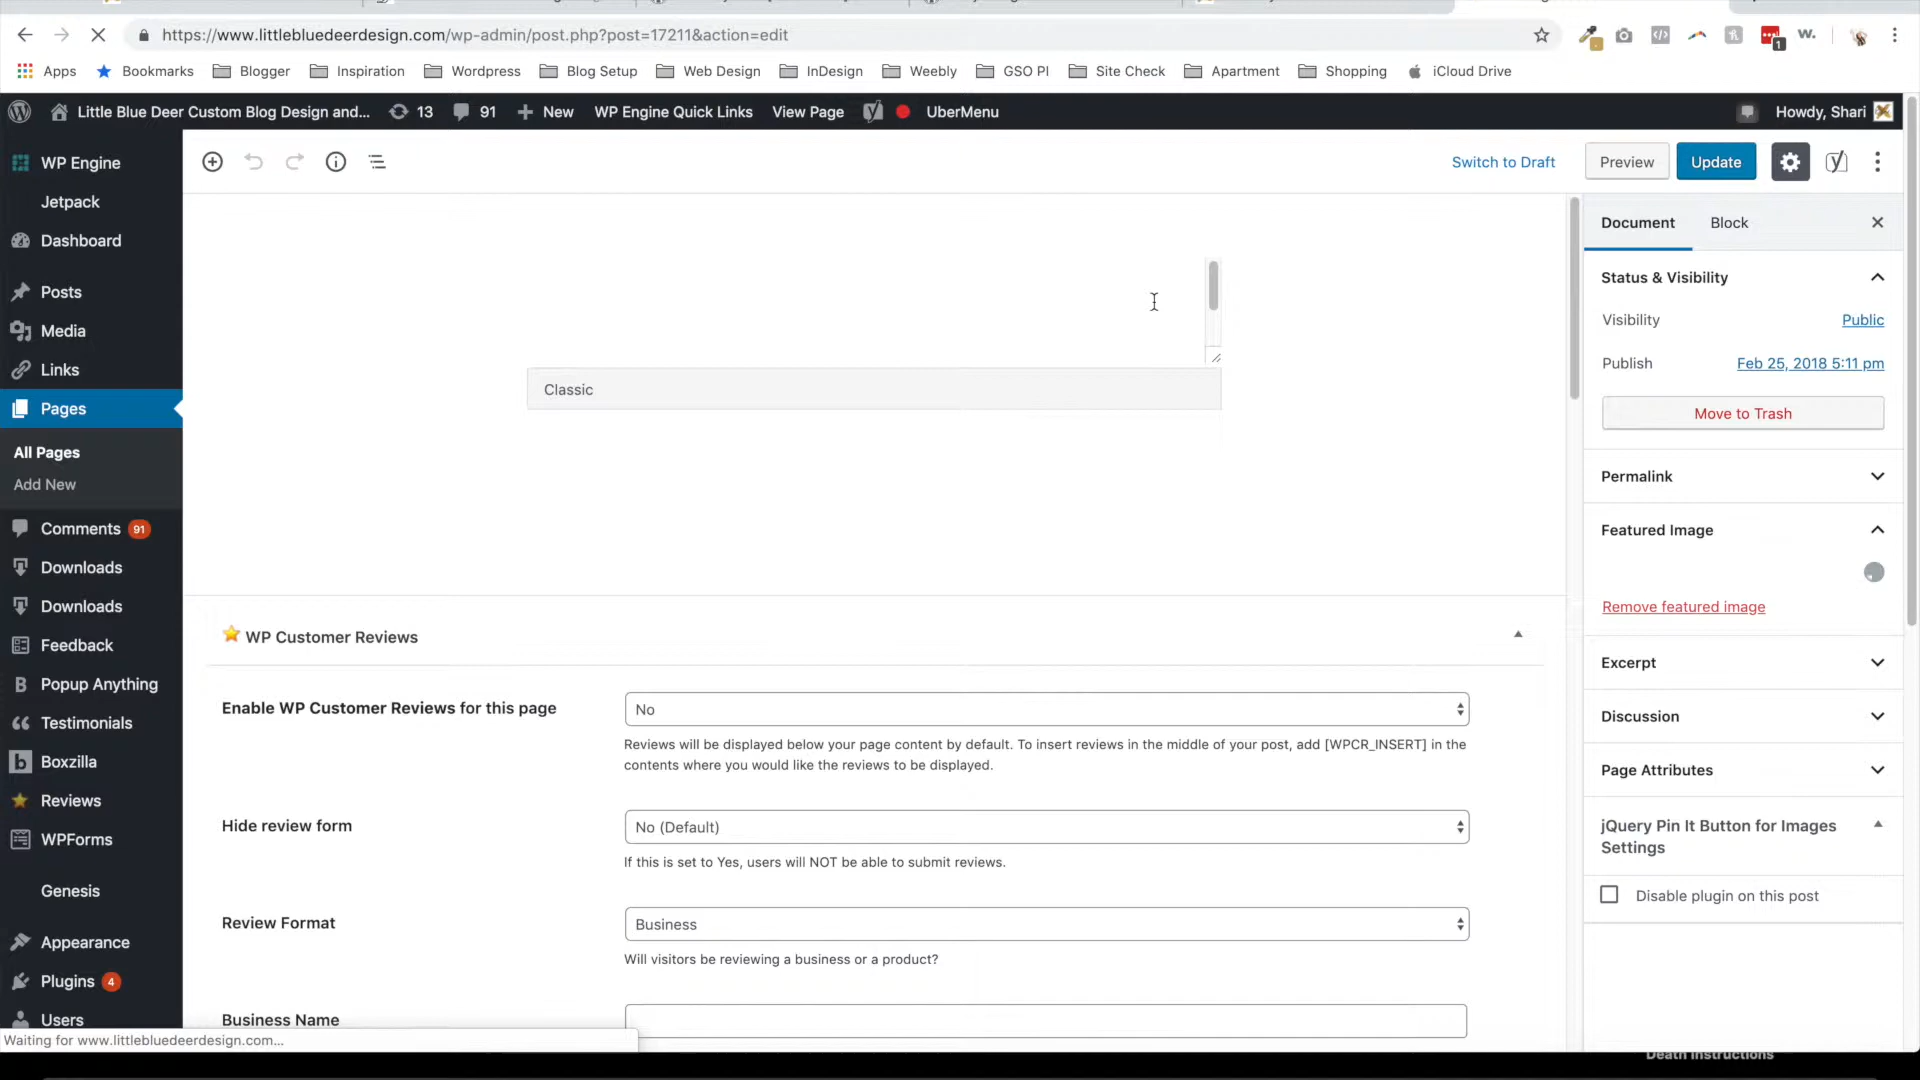 https://www.littlebluedeerdesign.com/wp-admin/post.php?post=17211&action=edit
1
W.
Apps Bookmarks Blogger Inspiration Wordpress Blog Setup Web Design InDesign Weebly GSO PI Site Check Apartment Shopping iCloud Drive
Little Blue Deer Custom Blog Design and... 13 91 New WP Engine Quick Links View Page UberMenu Howdy, Shari
WP Engine
Jetpack
Dashboard
Posts
Media
Links
Pages
All Pages
Add New
Comments 91
Downloads
Downloads
Feedback
Popup Anything
Testimonials
Boxzilla
Reviews
WPForms
Genesis
Appearance
Plugins 4
Users
Waiting for www.littlebluedeerdesign.com...
Switch to Draft Preview Update
Classic
WP Customer Reviews
Enable WP Customer Reviews for this page
No
Reviews will be displayed below your page content by default. To insert reviews in the middle of your post, add [WPCR_INSERT] in the
contents where you would like the reviews to be displayed.
Hide review form
No (Default)
If this is set to Yes, users will NOT be able to submit reviews.
Review Format
Business
Will visitors be reviewing a business or a product?
Business Name
Document Block
Status & Visibility
Visibility Public
Publish Feb 25, 2018 5:11 pm
Move to Trash
Permalink
Featured Image
Remove featured image
Excerpt
Discussion
Page Attributes
jQuery Pin It Button for Images
Settings
Disable plugin on this post
Death Instructions